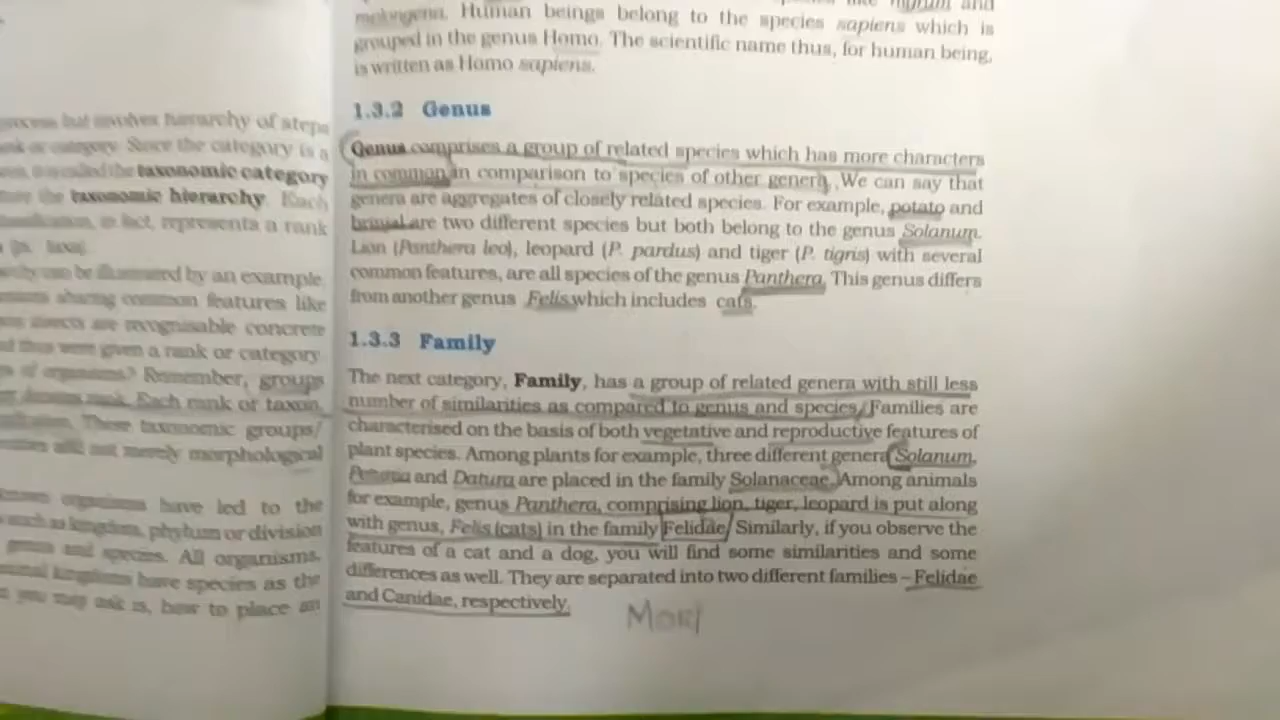 process but involves hierarchy of steps
rank or category. Since the category is a
it is called the taxonomic category
the taxonomic hierarchy. Each
classification, in fact, represents a rank
can be illustrated by an example.
sharing common features like
are recognisable concrete
thus were given a rank or category
of organisms? Remember, groups
rank. Each rank or taxon,
These taxonomic groups/
and not merely morphological
organisms have led to the
such as kingdom, phylum or division
genus and species. All organisms,
kingdoms have species as the
you may ask is, how to place an
and
melongena. Human beings belong to the species sapiens which is
grouped in the genus Homo. The scientific name thus, for human being,
is written as Homo sapiens.
1.3.2 Genus
Genus comprises a group of related species which has more characters
in common in comparison to species of other genera. We can say that
genera are aggregates of closely related species. For example, potato and
brinjal are two different species but both belong to the genus Solanum.
Lion (Panthera leo), leopard (P. pardus) and tiger (P. tigris) with several
common features, are all species of the genus Panthera. This genus differs
from another genus Felis which includes cats.
1.3.3 Family
The next category, Family, has a group of related genera with still less
number of similarities as compared to genus and species. Families are
characterised on the basis of both vegetative and reproductive features of
plant species. Among plants for example, three different genera Solanum,
Petunia and Datura are placed in the family Solanaceae. Among animals
for example, genus Panthera, comprising lion, tiger, leopard is put along
with genus, Felis (cats) in the family Felidae. Similarly, if you observe the
features of a cat and a dog, you will find some similarities and some
differences as well. They are separated into two different families – Felidae
and Canidae, respectively.